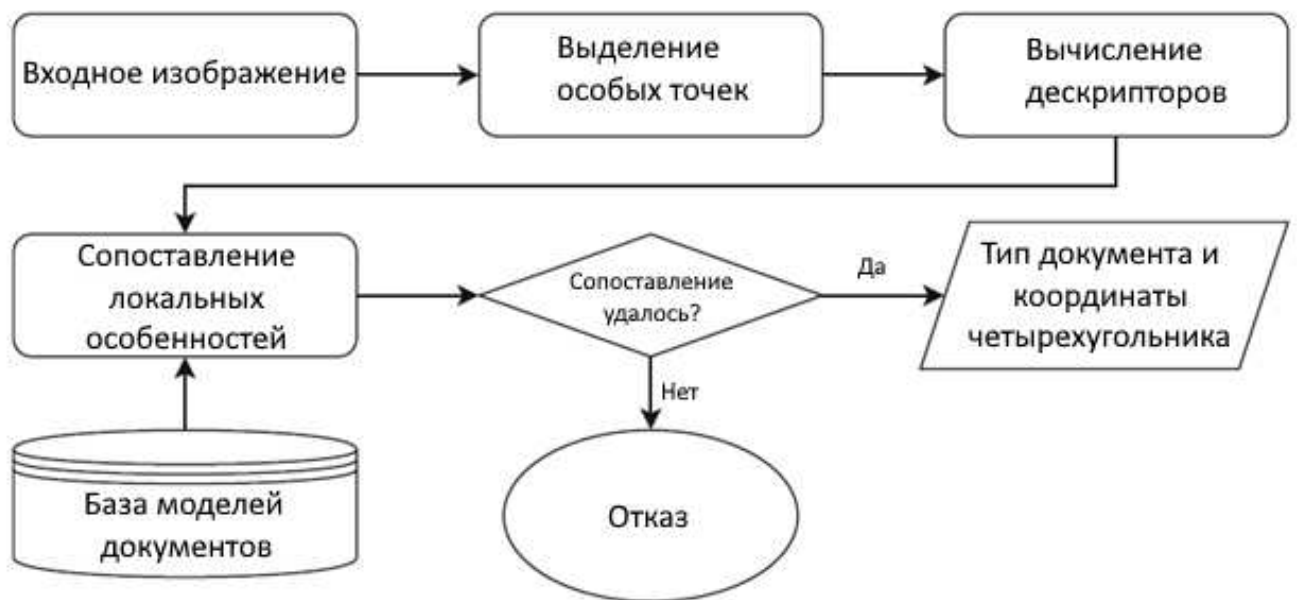 Входное изображение
Выделение
особых точек
Вычисление
дескрипторов
Сопоставление
локальных
особенностей
Сопоставление
удалось?
Да
Тип документа и
координаты
четырехугольника
Нет
База моделей
документов
Отказ